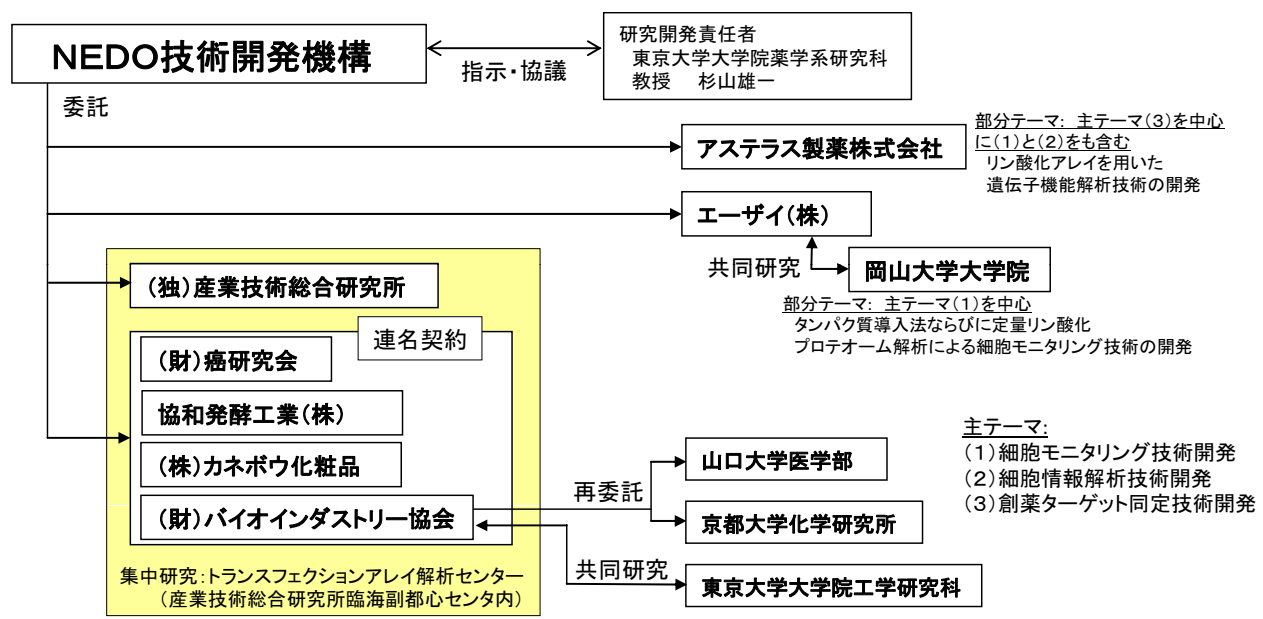 NEDO技術開発機構
指示・協議
研究開発責任者
東京大学大学院薬学系研究科
教授　杉山雄一
委託
アステラス製薬株式会社
部分テーマ: 主テーマ(3)を中心
に(1)と(2)をも含む
リン酸化アレイを用いた
遺伝子機能解析技術の開発
エーザイ(株)
共同研究
岡山大学大学院
部分テーマ: 主テーマ(1)を中心
タンパク質導入法ならびに定量リン酸化
プロテオーム解析による細胞モニタリング技術の開発
(独)産業技術総合研究所
連名契約
(財)癌研究会
協和発酵工業(株)
(株)カネボウ化粧品
(財)バイオインダストリー協会
集中研究:トランスフェクションアレイ解析センター
(産業技術総合研究所臨海副都心センタ内)
再委託
山口大学医学部
京都大学化学研究所
共同研究
東京大学大学院工学研究科
主テーマ:
(1)細胞モニタリング技術開発
(2)細胞情報解析技術開発
(3)創薬ターゲット同定技術開発